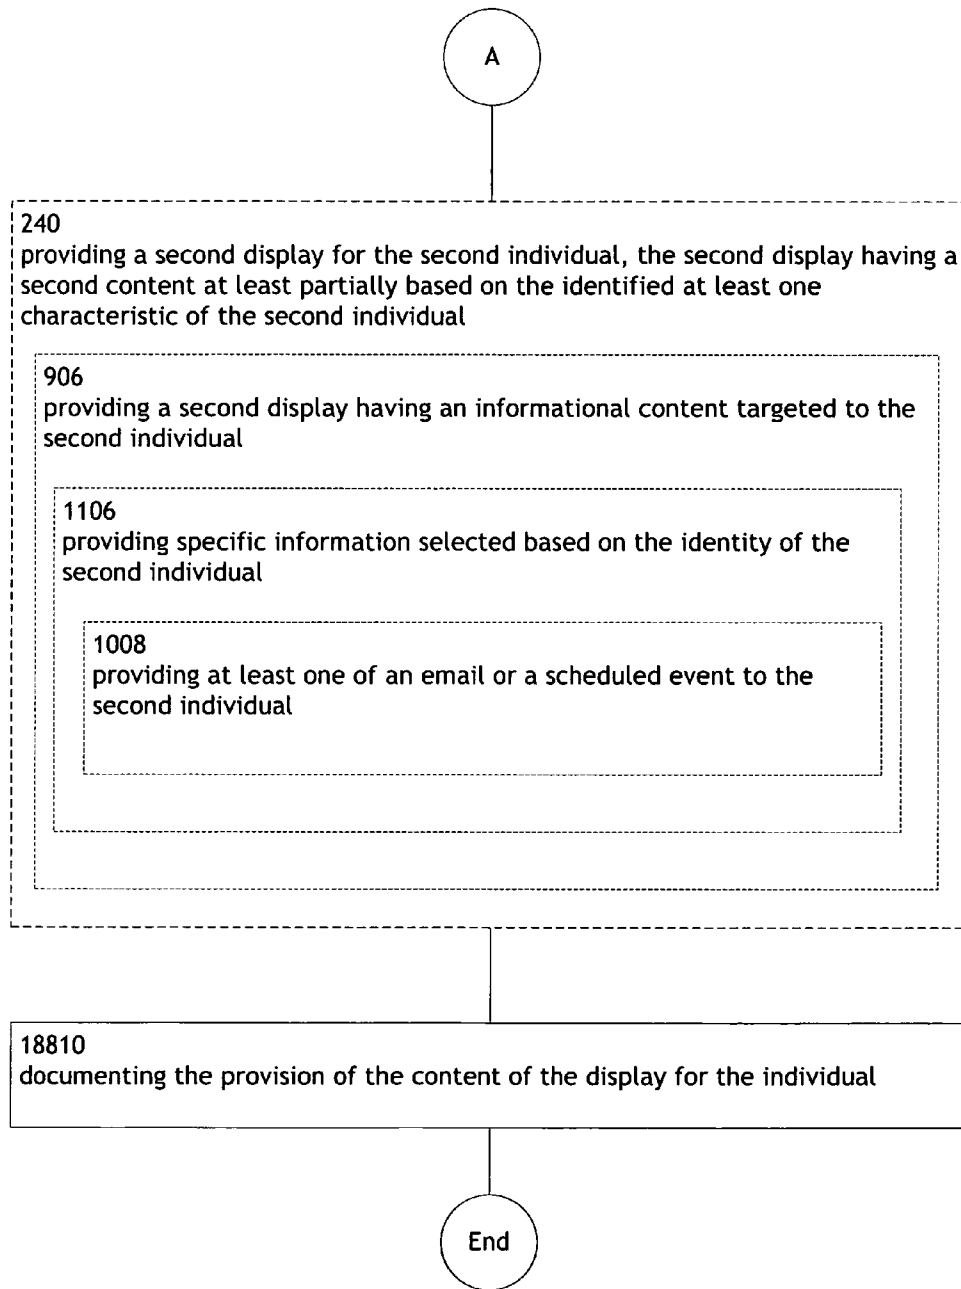 A
240
providing a second display for the second individual, the second display having a
second content at least partially based on the identified at least one
characteristic of the second individual
906
providing a second display having an informational content targeted to the
second individual
1106
providing specific information selected based on the identity of the
second individual
1008
providing at least one of an email or a scheduled event to the
second individual
18810
documenting the provision of the content of the display for the individual
End